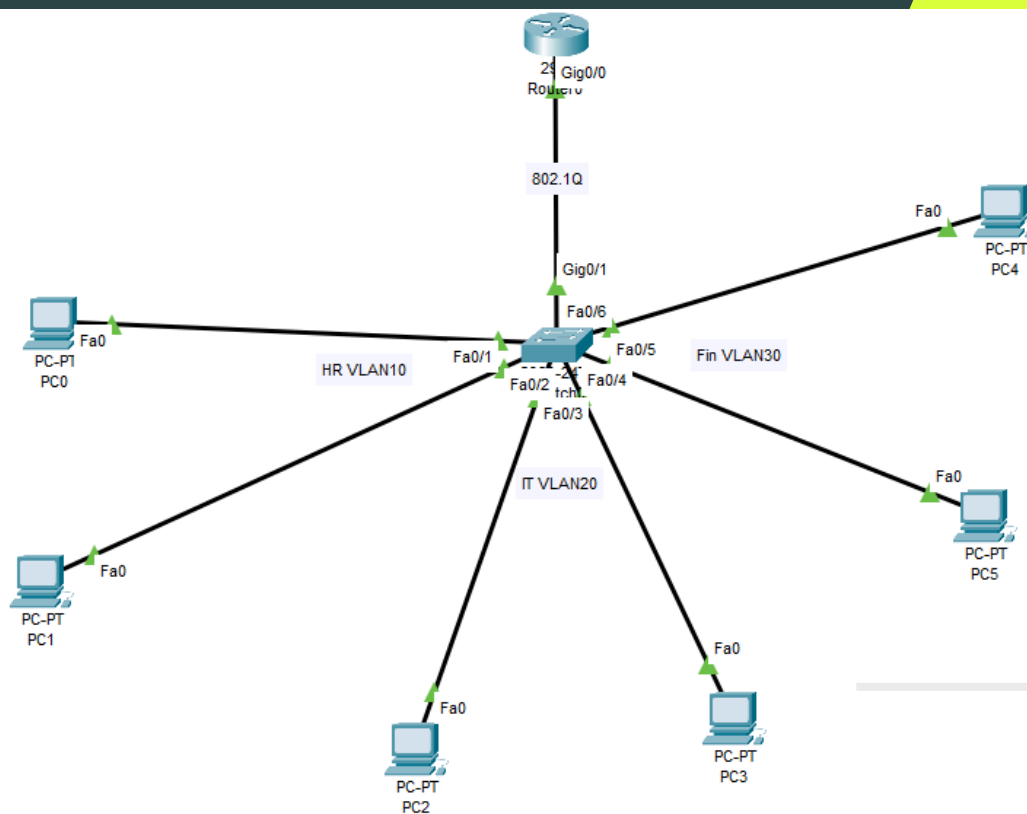 Gig0/0
802.1Q
Gig0/1
Fa0/6
Fa0
PC-PT
PC4
Fa0
PC-PT
PC0
Fa0/1
HR VLAN10
Fa0/2
Fa0/5
Fa0/4
Fa0/3
Fin VLAN30
IT VLAN20
Fa0
PC-PT
PC5
Fa0
PC-PT
PC1
Fa0
PC-PT
PC2
Fa0
PC-PT
PC3